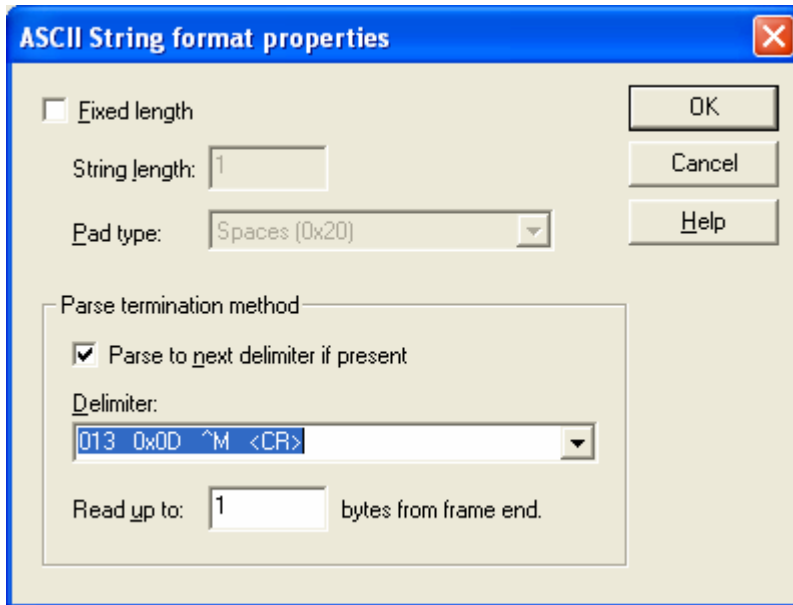 ASCII String format properties
Fixed length
OK
String length: 1
Cancel
Pad type: Spaces (0x20)
Help
Parse termination method
Parse to next delimiter if present
Delimiter:
013 0x0D ^M <CR>
Read up to: 1 bytes from frame end.